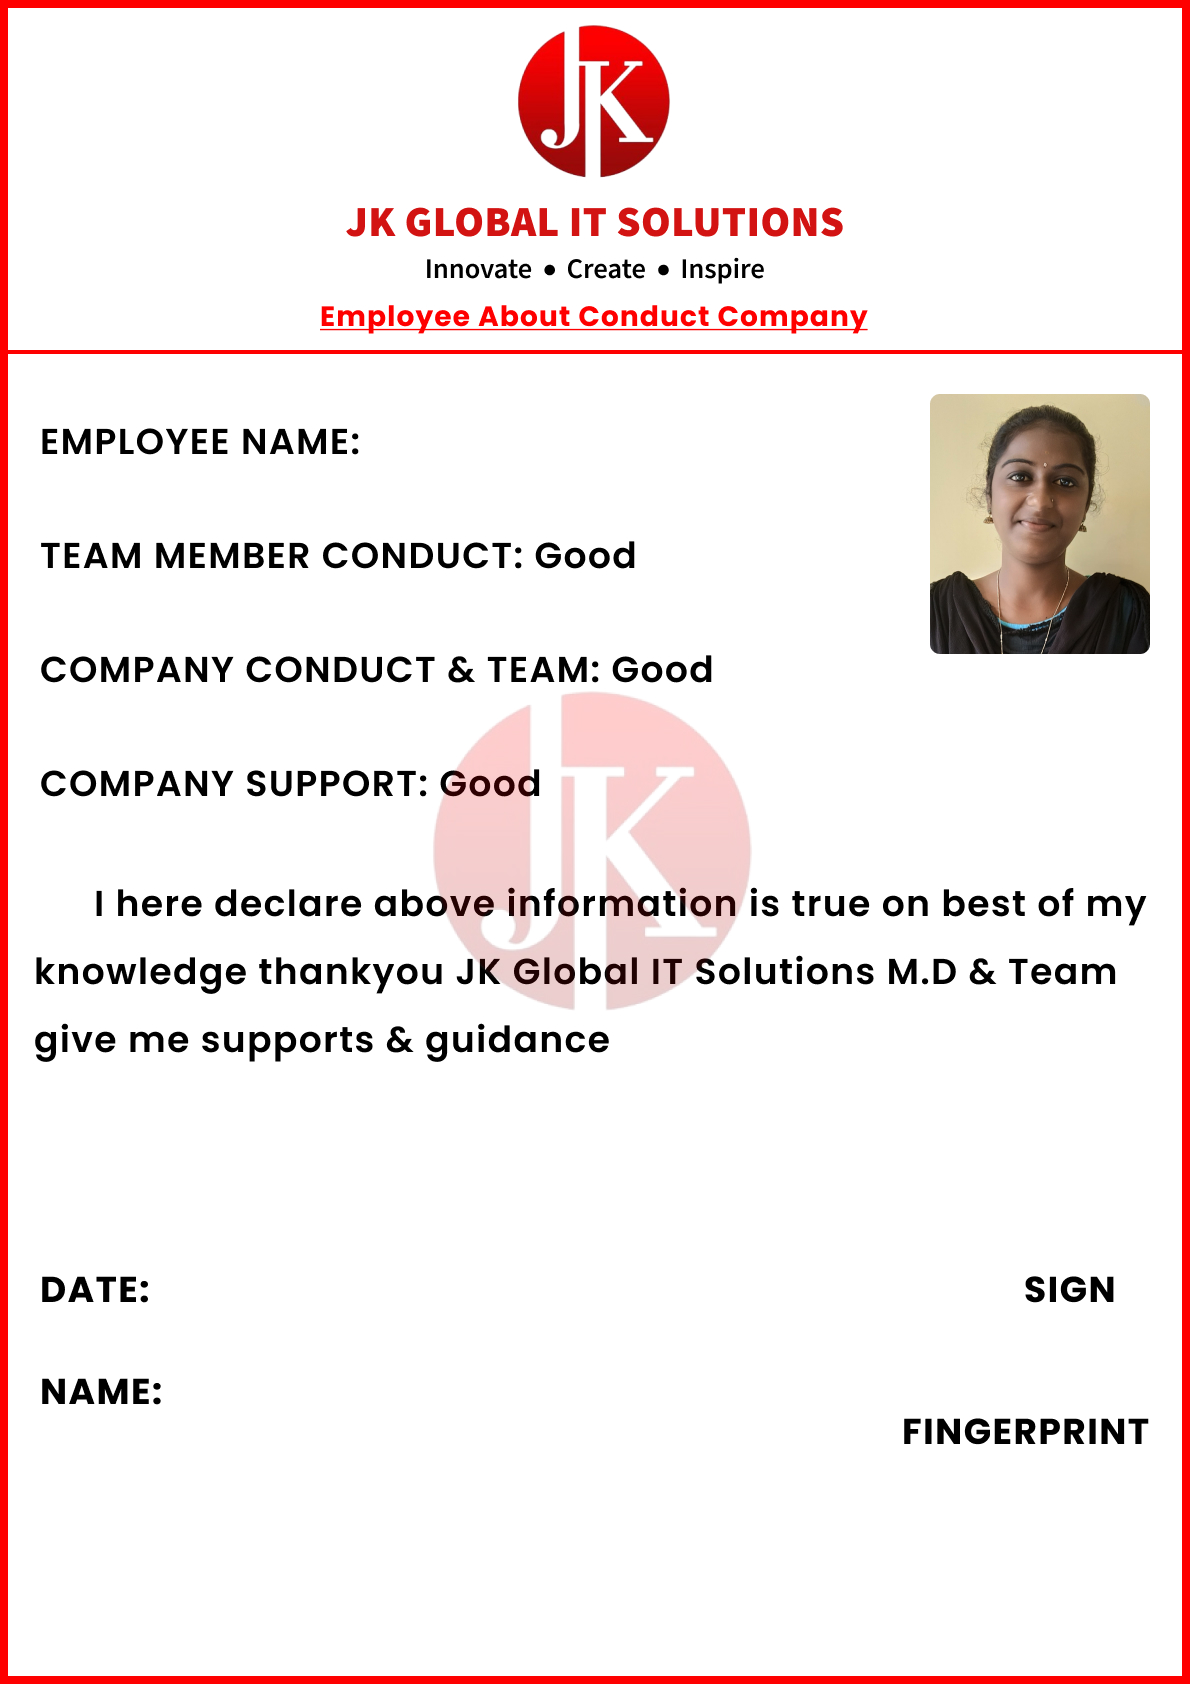 JK
JK GLOBAL IT SOLUTIONS
Innovate • Create • Inspire
Employee About Conduct Company
EMPLOYEE NAME:
TEAM MEMBER CONDUCT: Good
COMPANY CONDUCT & TEAM: Good
COMPANY SUPPORT: Good
JK
I here declare above information is true on best of my
knowledge thankyou JK Global IT Solutions M.D & Team
give me supports & guidance
DATE:
SIGN
NAME:
FINGERPRINT